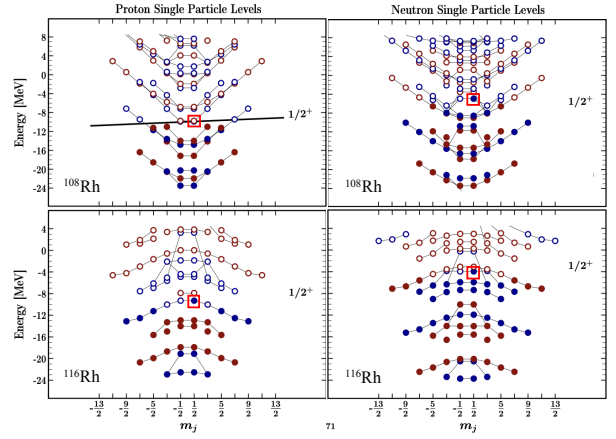 Proton Single Particle Levels
Neutron Single Particle Levels
Energy [MeV]
8
4
0
-4
-8
-12
-16
-20
-24
1/2⁺
1/2⁺
¹⁰⁸Rh
¹⁰⁸Rh
Energy [MeV]
4
0
-4
-8
-12
-16
-20
-24
1/2⁺
1/2⁺
¹¹⁶Rh
¹¹⁶Rh
-13/2 -9/2 -5/2 -1/2 1/2 5/2 9/2 13/2
-13/2 -9/2 -5/2 -1/2 1/2 5/2 9/2 13/2
m_j
71
m_j